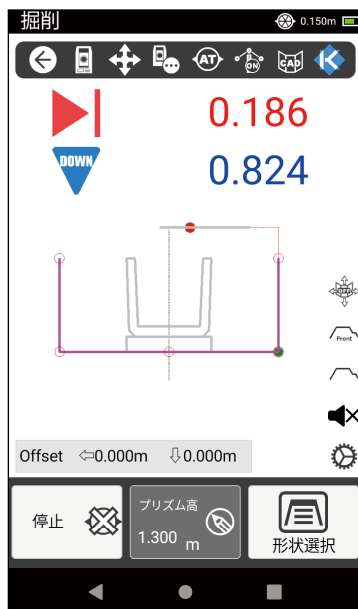 掘削
0.150m
AT
ON
CAD
0.186
DOWN
0.824
Front
Offset ⇦0.000m ⇩0.000m
停止
プリズム高
1.300 m
形状選択